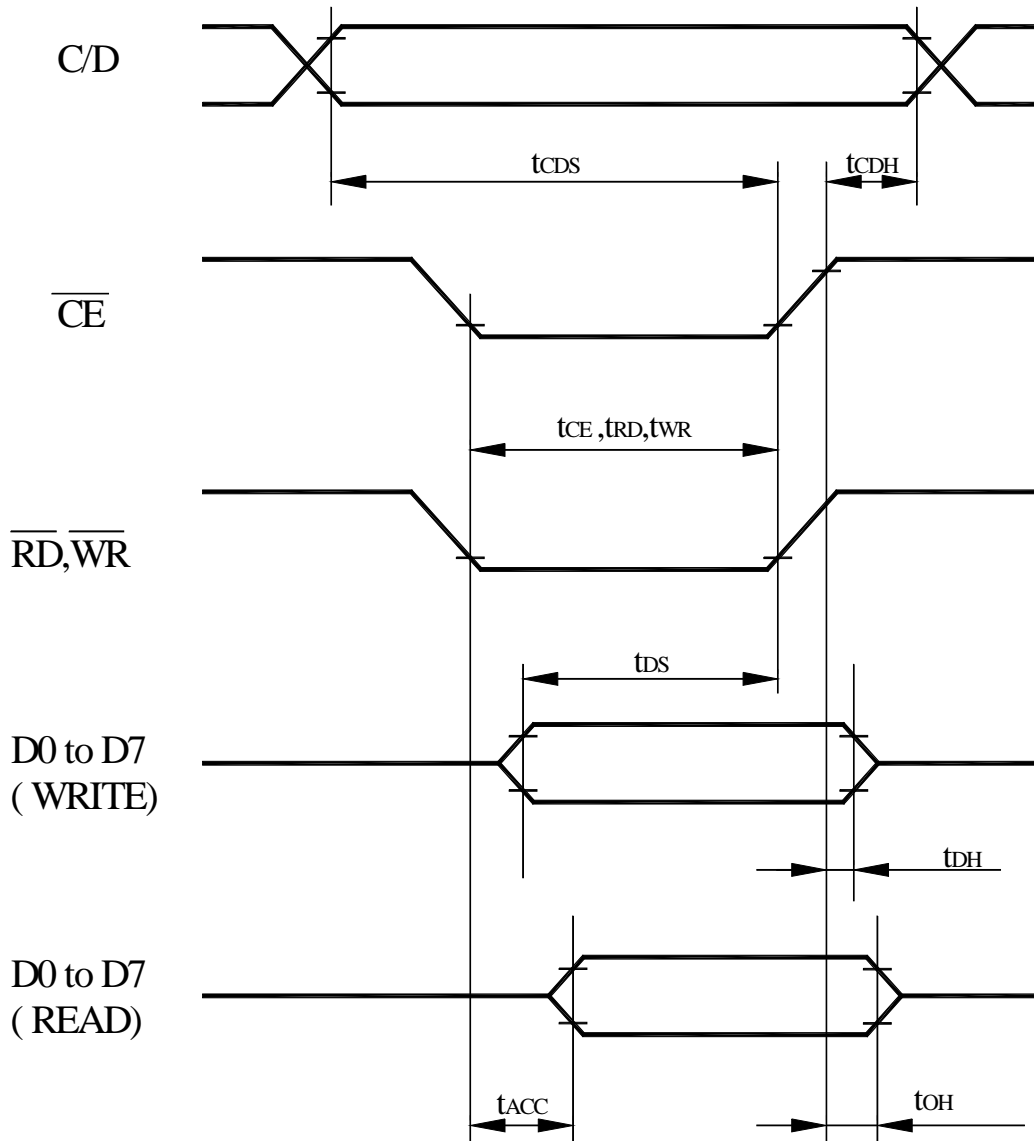 C/D
tCDS
tCDH
CE
tCE ,tRD,tWR
RD,WR
tDS
D0 to D7
( WRITE)
tDH
D0 to D7
( READ)
tACC
tOH